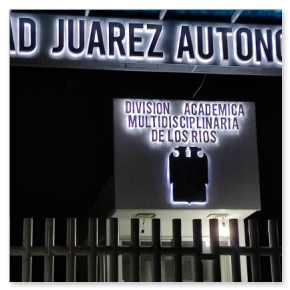 AD JUAREZ AUTONO
DIVISION ACADEMICA
MULTIDISCIPLINARIA
DE LOS RIOS